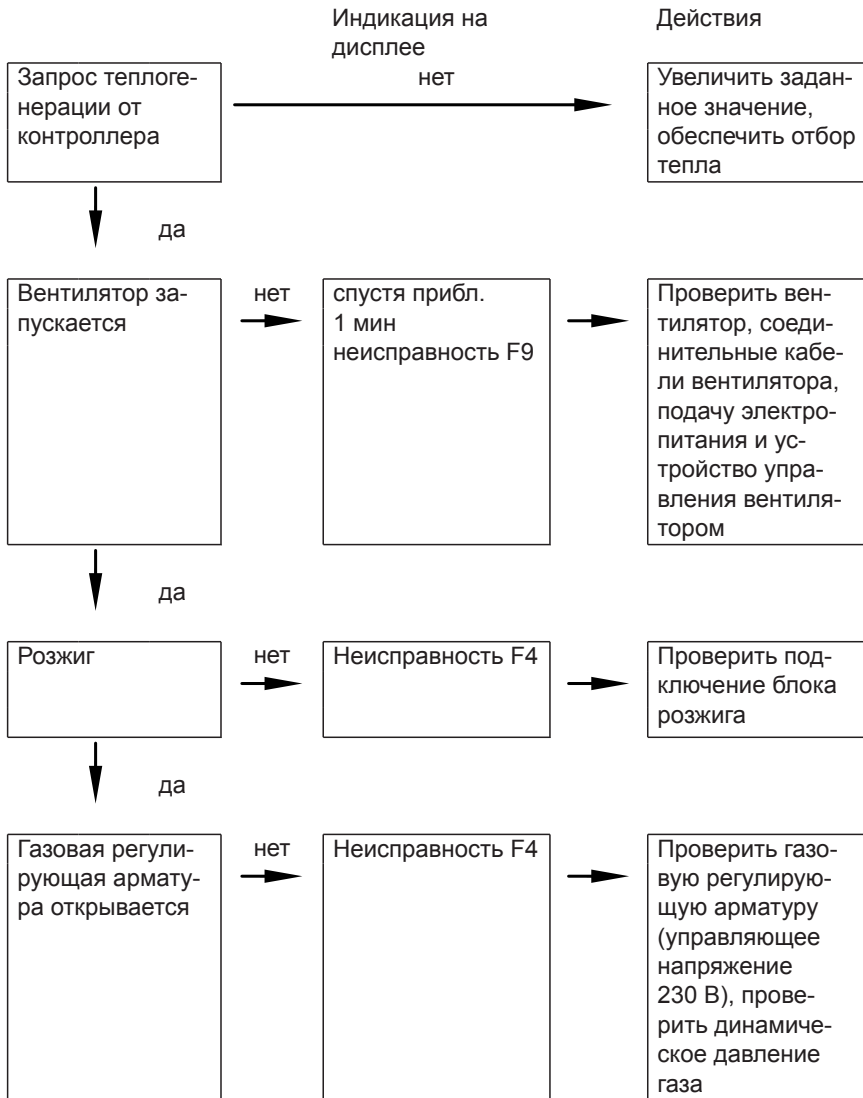 Индикация на
дисплее
Действия
Запрос теплоге-
нерации от
контроллера
нет
Увеличить задан-
ное значение,
обеспечить отбор
тепла
да
Вентилятор за-
пускается
нет
спустя прибл.
1 мин
неисправность F9
Проверить вен-
тилятор, соеди-
нительные кабе-
ли вентилятора,
подачу электро-
питания и ус-
тройство упра-
вления вентиля-
тором
да
Розжиг
нет
Неисправность F4
Проверить под-
ключение блока
розжига
да
Газовая регули-
рующая армату-
ра открывается
нет
Неисправность F4
Проверить газо-
вую регулирую-
щую арматуру
(управляющее
напряжение
230 В), прове-
рить динамиче-
ское давление
газа